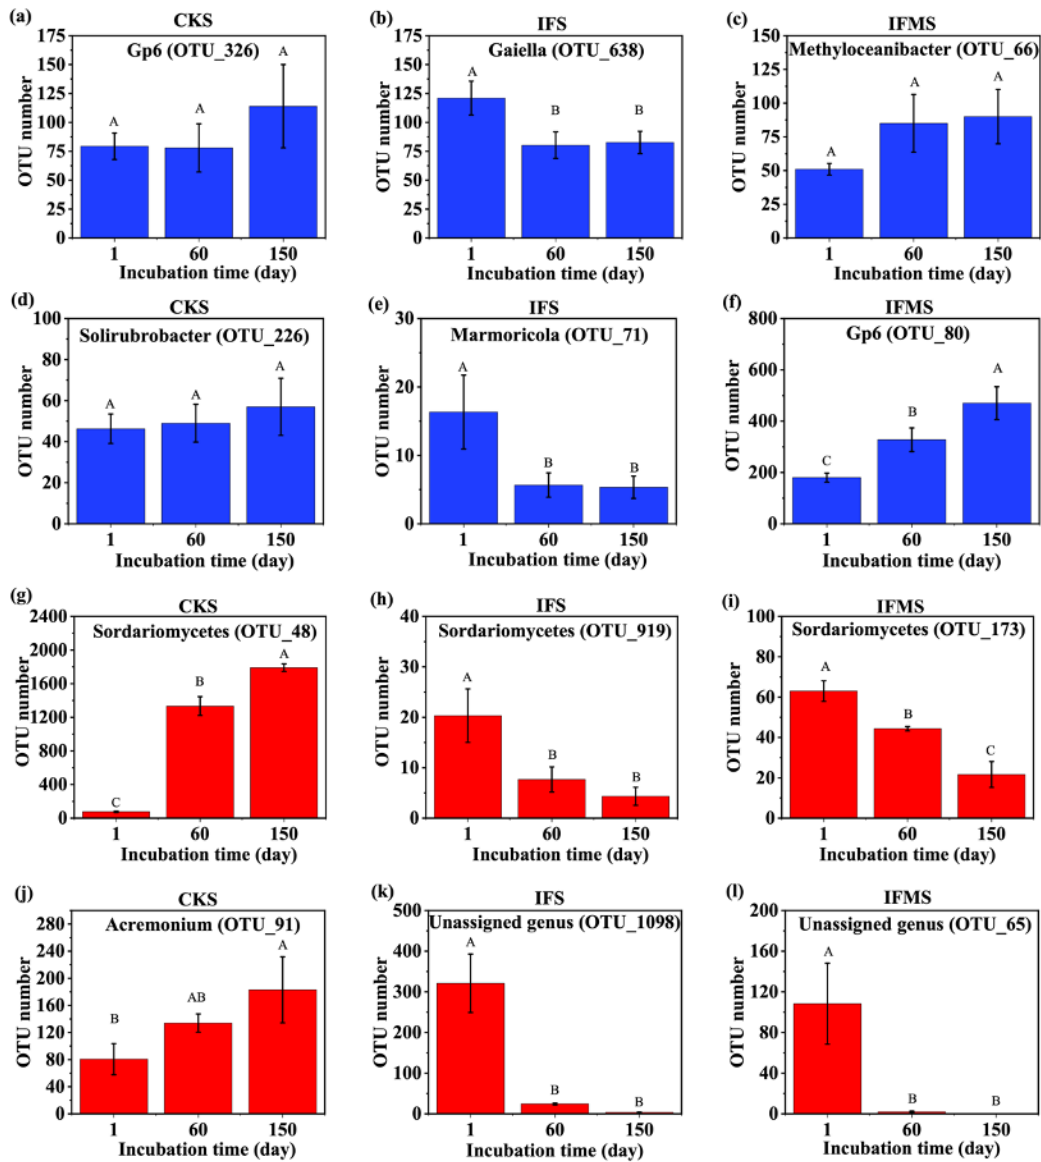 (a) CKS
Gp6 (OTU_326)
OTU number
175
150
125
100
75
50
25
0
A A A
1 60 150
Incubation time (day)
(b) IFS
Gaiella (OTU_638)
OTU number
175
150
125
100
75
50
25
0
A B B
1 60 150
Incubation time (day)
(c) IFMS
Methyloceanibacter (OTU_66)
OTU number
150
125
100
75
50
25
0
A A A
1 60 150
Incubation time (day)
(d) CKS
Solirubrobacter (OTU_226)
OTU number
100
80
60
40
20
0
A A A
1 60 150
Incubation time (day)
(e) IFS
Marmoricola (OTU_71)
OTU number
30
20
10
0
A B B
1 60 150
Incubation time (day)
(f) IFMS
Gp6 (OTU_80)
OTU number
800
600
400
200
0
C B A
1 60 150
Incubation time (day)
(g) CKS
Sordariomycetes (OTU_48)
OTU number
2400
2000
1600
1200
800
400
0
C B A
1 60 150
Incubation time (day)
(h) IFS
Sordariomycetes (OTU_919)
OTU number
40
30
20
10
0
A B B
1 60 150
Incubation time (day)
(i) IFMS
Sordariomycetes (OTU_173)
OTU number
100
80
60
40
20
0
A B C
1 60 150
Incubation time (day)
(j) CKS
Acremonium (OTU_91)
OTU number
280
240
200
160
120
80
40
0
B AB A
1 60 150
Incubation time (day)
(k) IFS
Unassigned genus (OTU_1098)
OTU number
500
400
300
200
100
0
A B B
1 60 150
Incubation time (day)
(l) IFMS
Unassigned genus (OTU_65)
OTU number
200
160
120
80
40
0
A B B
1 60 150
Incubation time (day)